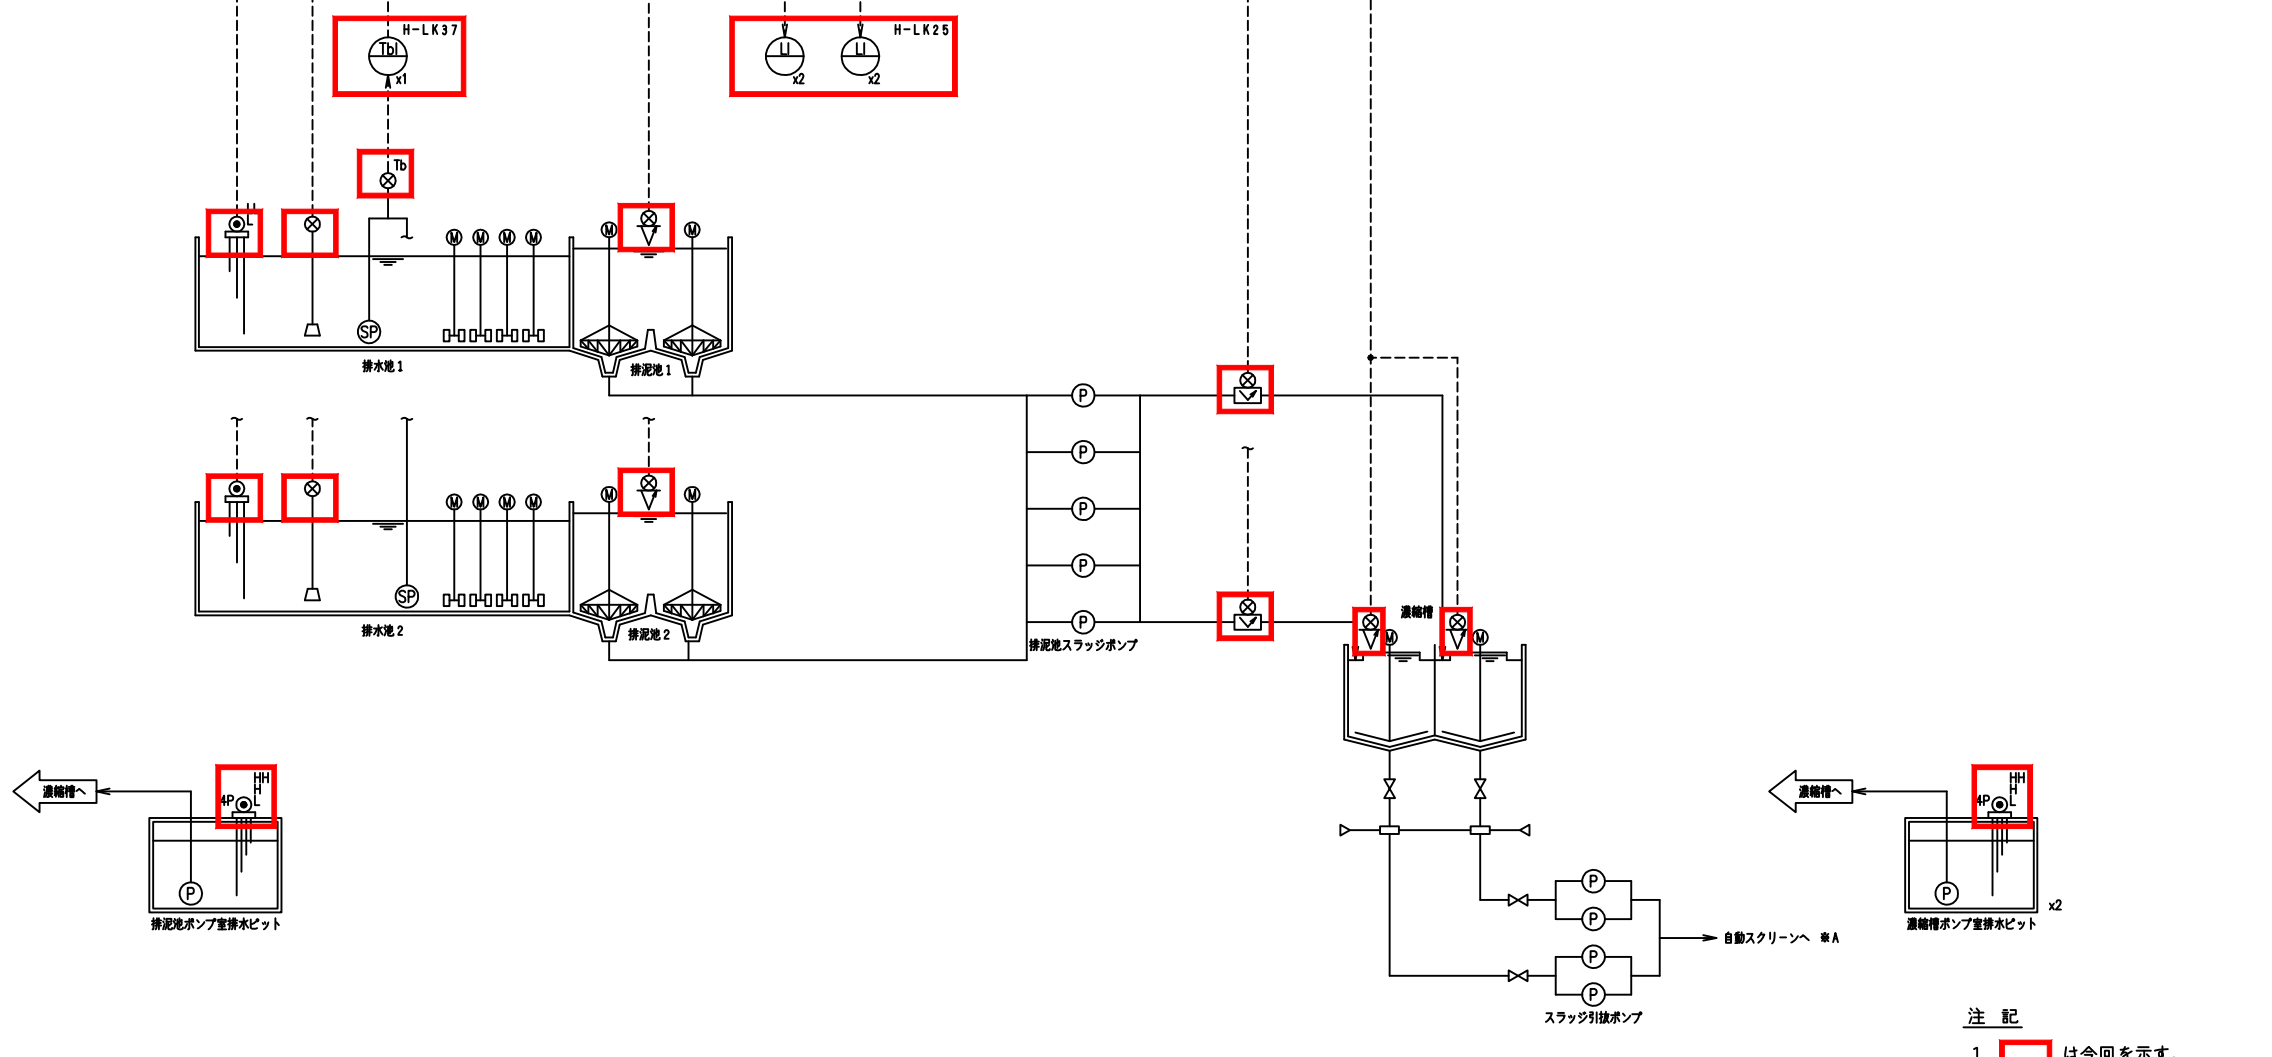 H-LK37
TbI
x1
H-LK25
LI
LI
x2
x2
Tb
H
L
M M M M
M M
SP
排水池1
排泥池1
P
P
P
P
P
排泥池スラッジポンプ
M M M M
M M
SP
排水池2
排泥池2
濃縮槽
M
M
濃縮槽へ
HH
H
4P L
P
排泥池ポンプ室排水ピット
P
P
P
P
自動スクリーンへ ※A
スラッジ引抜ポンプ
濃縮槽へ
HH
H
4P L
P
x2
濃縮槽ポンプ室排水ピット
注 記
1. は今回を示す。